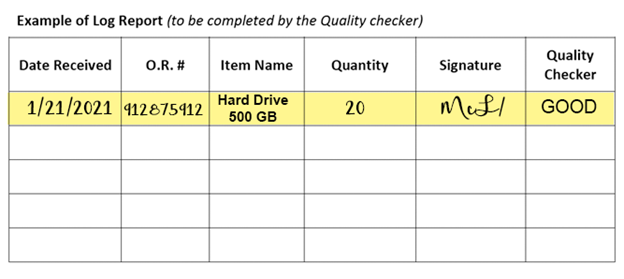 Example of Log Report (to be completed by the Quality checker)
Date Received O.R. # Item Name Quantity Signature Quality Checker
1/21/2021 912875912 Hard Drive 500 GB 20 GOOD